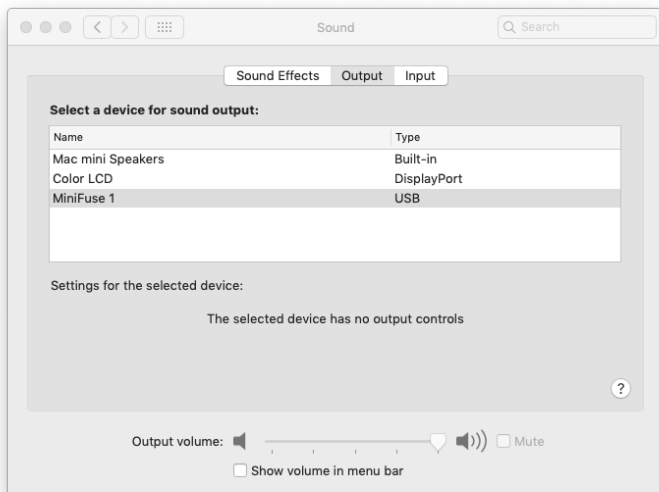 Sound
Search
Sound Effects Output Input
Select a device for sound output:
Name Type
Mac mini Speakers Built-in
Color LCD DisplayPort
MiniFuse 1 USB
Settings for the selected device:
The selected device has no output controls
?
Output volume: Mute
Show volume in menu bar